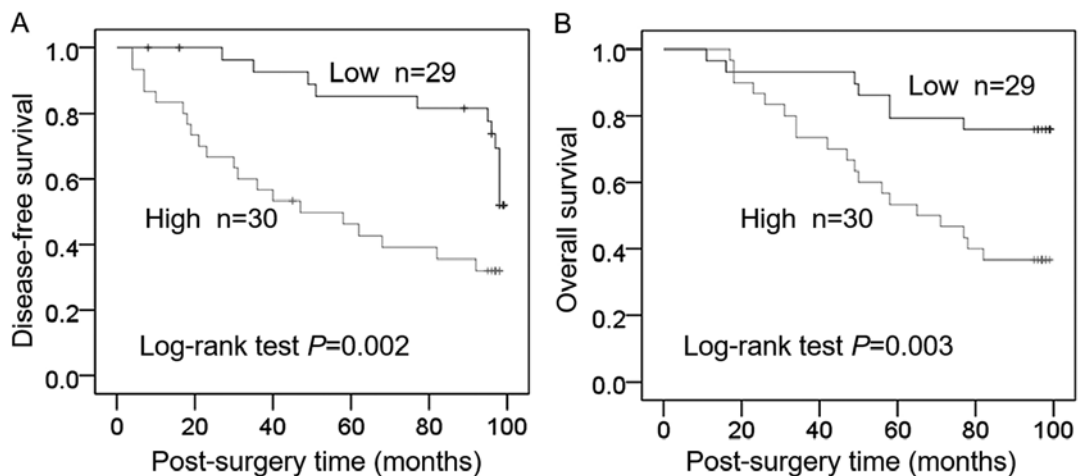 A
Disease-free survival
1.0
0.8
0.6
0.4
0.2
0.0
Low n=29
High n=30
Log-rank test P=0.002
0 20 40 60 80 100
Post-surgery time (months)
B
Overall survival
1.0
0.8
0.6
0.4
0.2
0.0
Low n=29
High n=30
Log-rank test P=0.003
0 20 40 60 80 100
Post-surgery time (months)